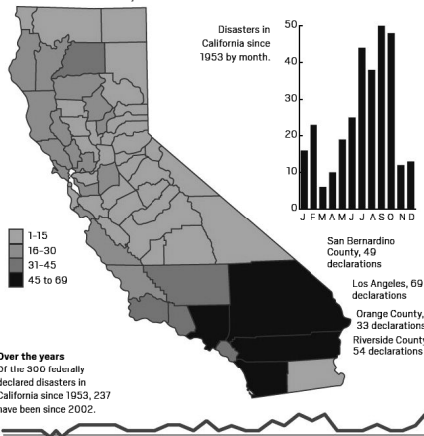 Disasters in
California since
1953 by month.
50
40
30
20
10
0
J F M A M J J A S O N D
1-15
16-30
31-45
45 to 69
San Bernardino
County, 49
declarations
Los Angeles, 69
declarations
Orange County,
33 declarations
Riverside County
54 declarations
Over the years
Of the 300 federally
declared disasters in
California since 1953, 237
have been since 2002.